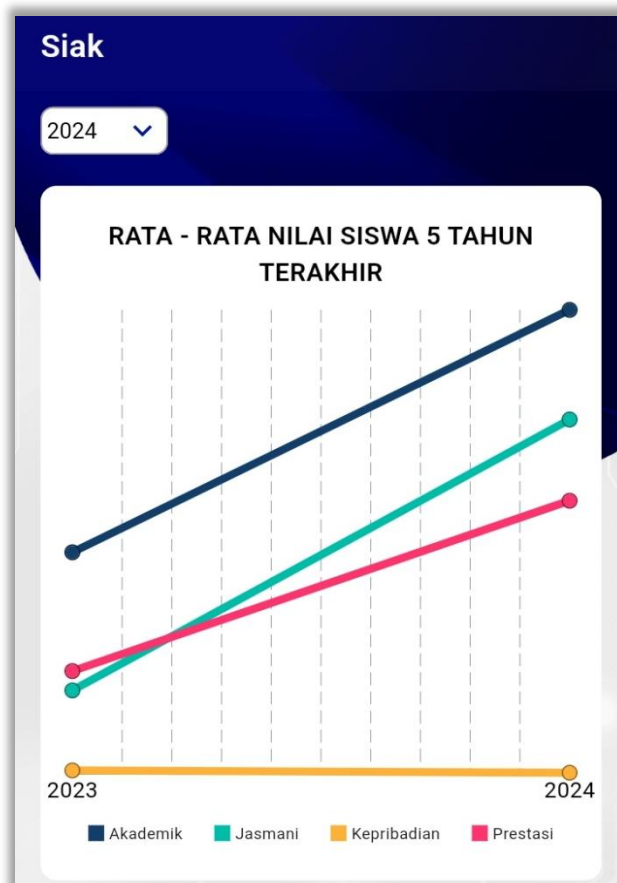 Siak
2024
RATA - RATA NILAI SISWA 5 TAHUN
TERAKHIR
2023 2024
Akademik Jasmani Kepribadian Prestasi